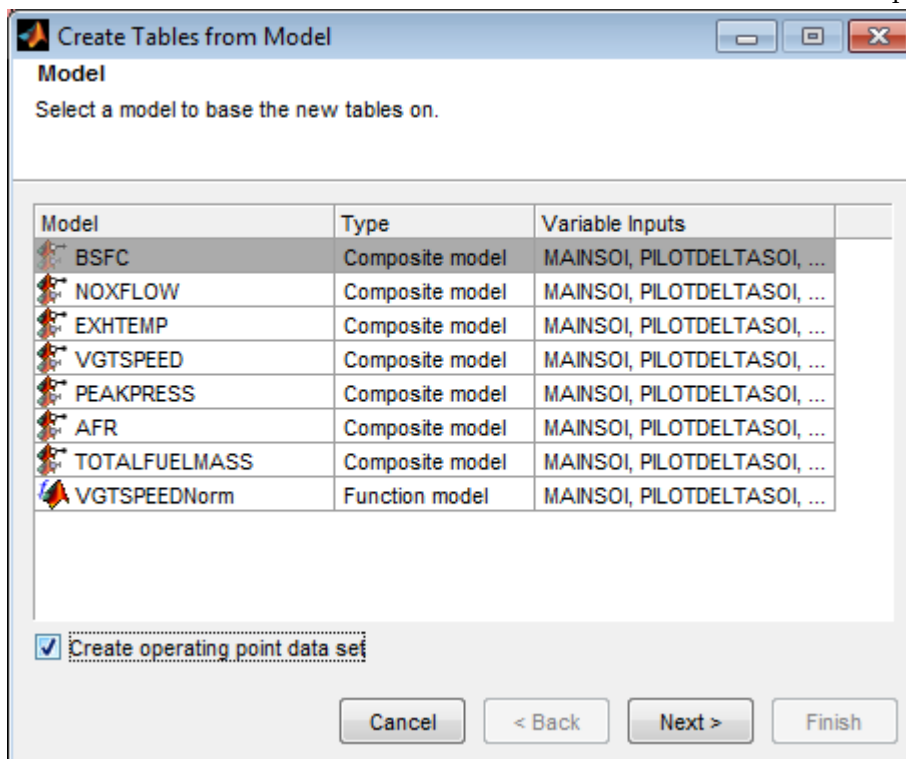 Create Tables from Model
Model
Select a model to base the new tables on.
Model Type Variable Inputs
BSFC Composite model MAINSOI, PILOTDELTASOI, ...
NOXFLOW Composite model MAINSOI, PILOTDELTASOI, ...
EXHTEMP Composite model MAINSOI, PILOTDELTASOI, ...
VGTSPEED Composite model MAINSOI, PILOTDELTASOI, ...
PEAKPRESS Composite model MAINSOI, PILOTDELTASOI, ...
AFR Composite model MAINSOI, PILOTDELTASOI, ...
TOTALFUELMASS Composite model MAINSOI, PILOTDELTASOI, ...
VGTSPEEDNorm Function model MAINSOI, PILOTDELTASOI, ...
Create operating point data set
Cancel < Back Next > Finish